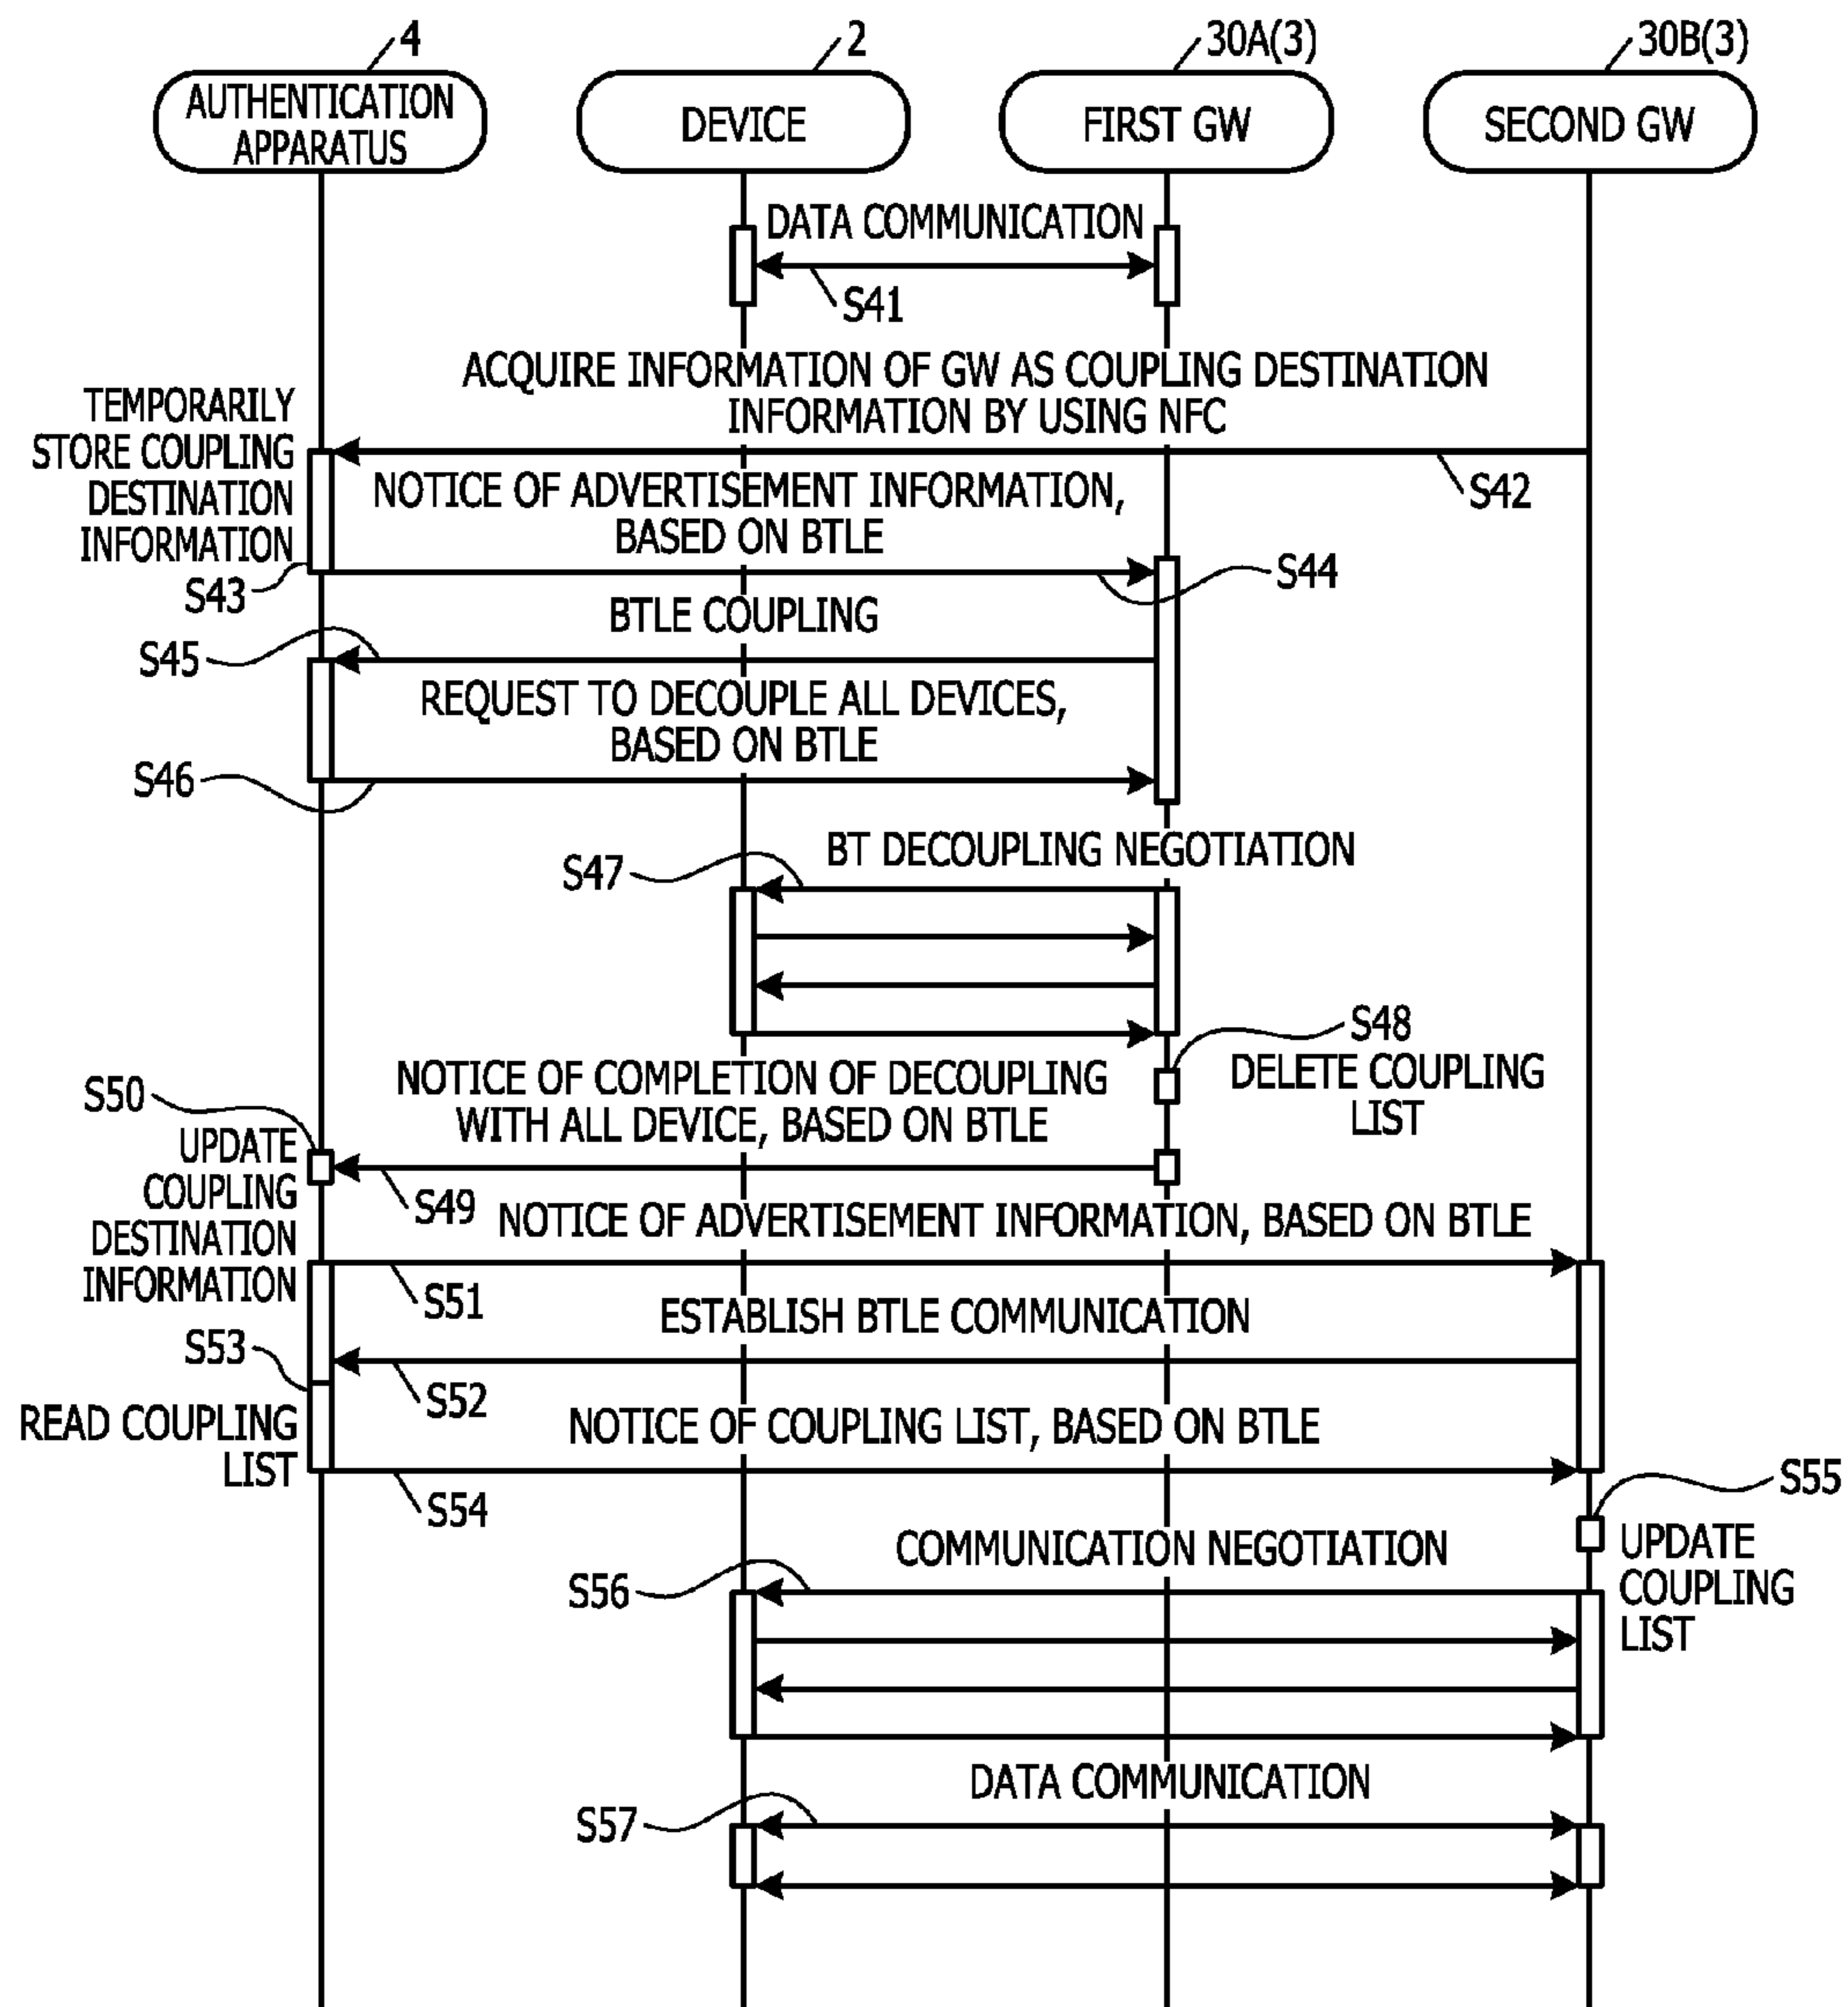 4
2
30A(3)
30B(3)
AUTHENTICATION
APPARATUS
DEVICE
FIRST GW
SECOND GW
DATA COMMUNICATION
S41
ACQUIRE INFORMATION OF GW AS COUPLING DESTINATION
INFORMATION BY USING NFC
TEMPORARILY
STORE COUPLING
DESTINATION
INFORMATION
S42
NOTICE OF ADVERTISEMENT INFORMATION,
BASED ON BTLE
S43
S44
BTLE COUPLING
S45
REQUEST TO DECOUPLE ALL DEVICES,
BASED ON BTLE
S46
BT DECOUPLING NEGOTIATION
S47
S48
DELETE COUPLING
LIST
NOTICE OF COMPLETION OF DECOUPLING
WITH ALL DEVICE, BASED ON BTLE
S50
UPDATE
COUPLING
DESTINATION
INFORMATION
S49
NOTICE OF ADVERTISEMENT INFORMATION, BASED ON BTLE
S51
ESTABLISH BTLE COMMUNICATION
S53
S52
READ COUPLING
LIST
NOTICE OF COUPLING LIST, BASED ON BTLE
S54
S55
UPDATE
COUPLING
LIST
COMMUNICATION NEGOTIATION
S56
DATA COMMUNICATION
S57